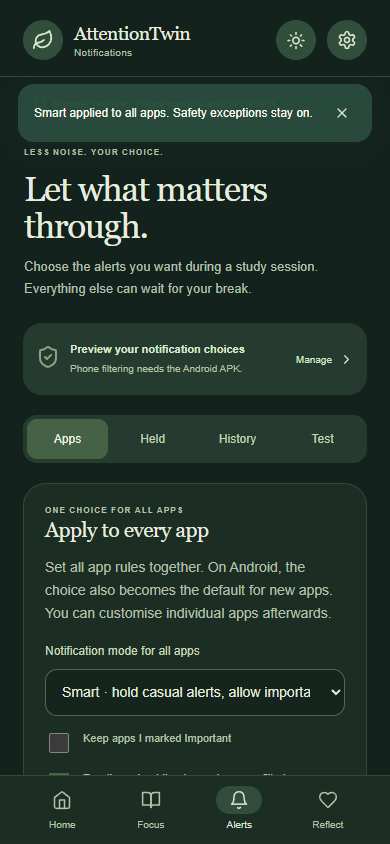 AttentionTwin
Notifications
Smart applied to all apps. Safety exceptions stay on.
LESS NOISE. YOUR CHOICE.
Let what matters
through.
Choose the alerts you want during a study session.
Everything else can wait for your break.
Preview your notification choices
Phone filtering needs the Android APK.
Manage
Apps
Held
History
Test
ONE CHOICE FOR ALL APPS
Apply to every app
Set all app rules together. On Android, the
choice also becomes the default for new apps.
You can customise individual apps afterwards.
Notification mode for all apps
Smart · hold casual alerts, allow importa
Keep apps I marked Important
Home
Focus
Alerts
Reflect